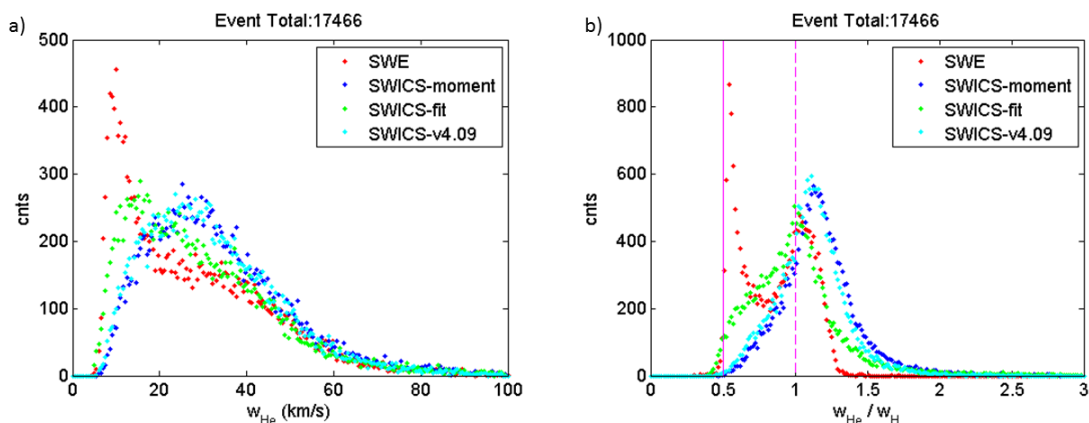 a)
Event Total:17466
500
400
300
200
100
0
cnts
SWE
SWICS-moment
SWICS-fit
SWICS-v4.09
0 20 40 60 80 100
w_He (km/s)
b)
Event Total:17466
1000
800
600
400
200
0
cnts
SWE
SWICS-moment
SWICS-fit
SWICS-v4.09
0 0.5 1 1.5 2 2.5 3
w_He / w_H